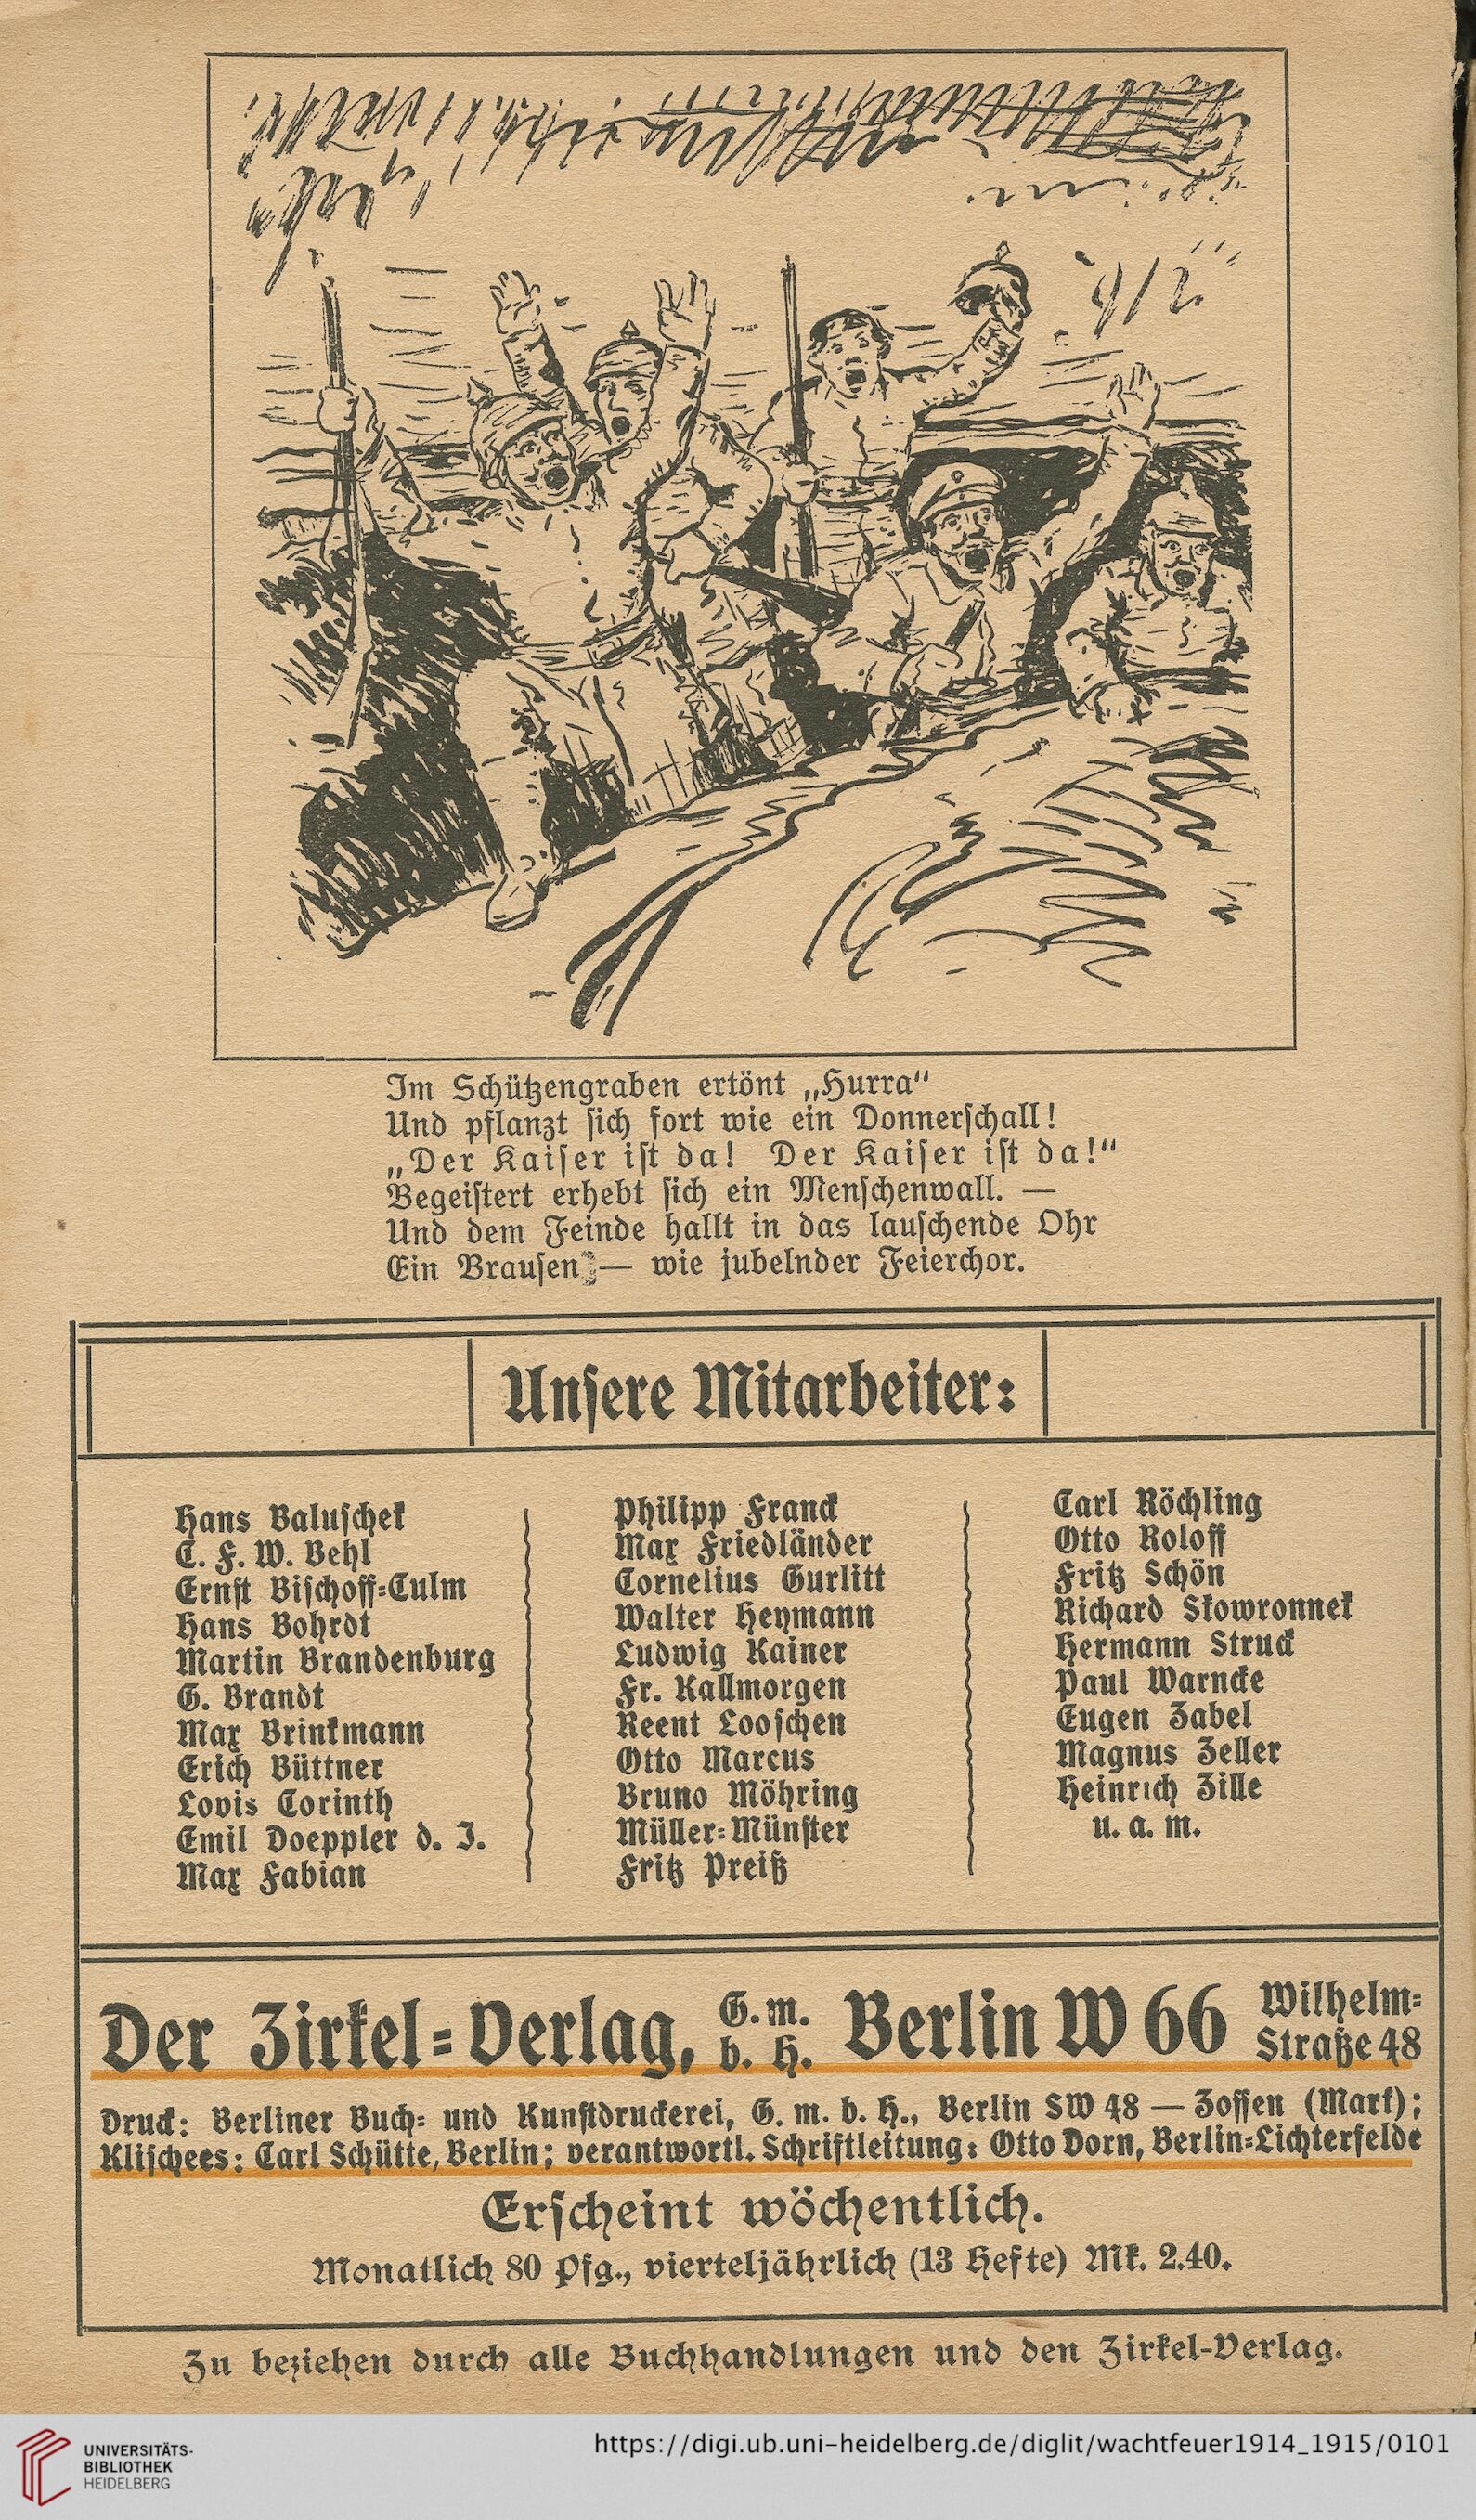 Im Schützengraben ertönt „Hurra“
Und pflanzt ſich fort wie ein Donnerſchall!
„Der Kaiſer iſt da! Der Kaiſer iſt da!“
Begeiſtert erhebt ſich ein Menſchenwall. —
Und dem Feinde hallt in das lauſchende Ohr
Ein Brauſen — wie jubelnder Feierchor.
Unſere Mitarbeiter:
Hans Baluſchek
C. F. W. Behl
Ernſt Biſchoff=Culm
Hans Bohrdt
Martin Brandenburg
G. Brandt
Max Brinkmann
Erich Büttner
Lovis Corinth
Emil Doeppler d. J.
Max Fabian
Philipp Franck
Max Friedländer
Cornelius Gurlitt
Walter Heymann
Ludwig Kainer
Fr. Kallmorgen
Reent Looſchen
Otto Marcus
Bruno Möhring
Müller=Münſter
Fritz Preiß
Carl Röchling
Otto Roloff
Fritz Schön
Richard Skowronnek
Hermann Struck
Paul Warncke
Eugen Zabel
Magnus Zeller
Heinrich Zille
u. a. m.
Der Zirkel=Verlag, G. m. b. H. Berlin W 66 Wilhelm=
Straße 48
Druck: Berliner Buch= und Kunſtdruckerei, G. m. b. H., Berlin SW 48 — Zoſſen (Mark);
Kliſchees: Carl Schütte, Berlin; verantwortl. Schriftleitung: Otto Dorn, Berlin=Lichterfelde
Erſcheint wöchentlich.
Monatlich 80 Pfg., vierteljährlich (13 Hefte) Mk. 2.40.
Zu beziehen durch alle Buchhandlungen und den Zirkel-Verlag.
UNIVERSITÄTS-
BIBLIOTHEK
HEIDELBERG
https://digi.ub.uni-heidelberg.de/diglit/wachtfeuer1914_1915/0101